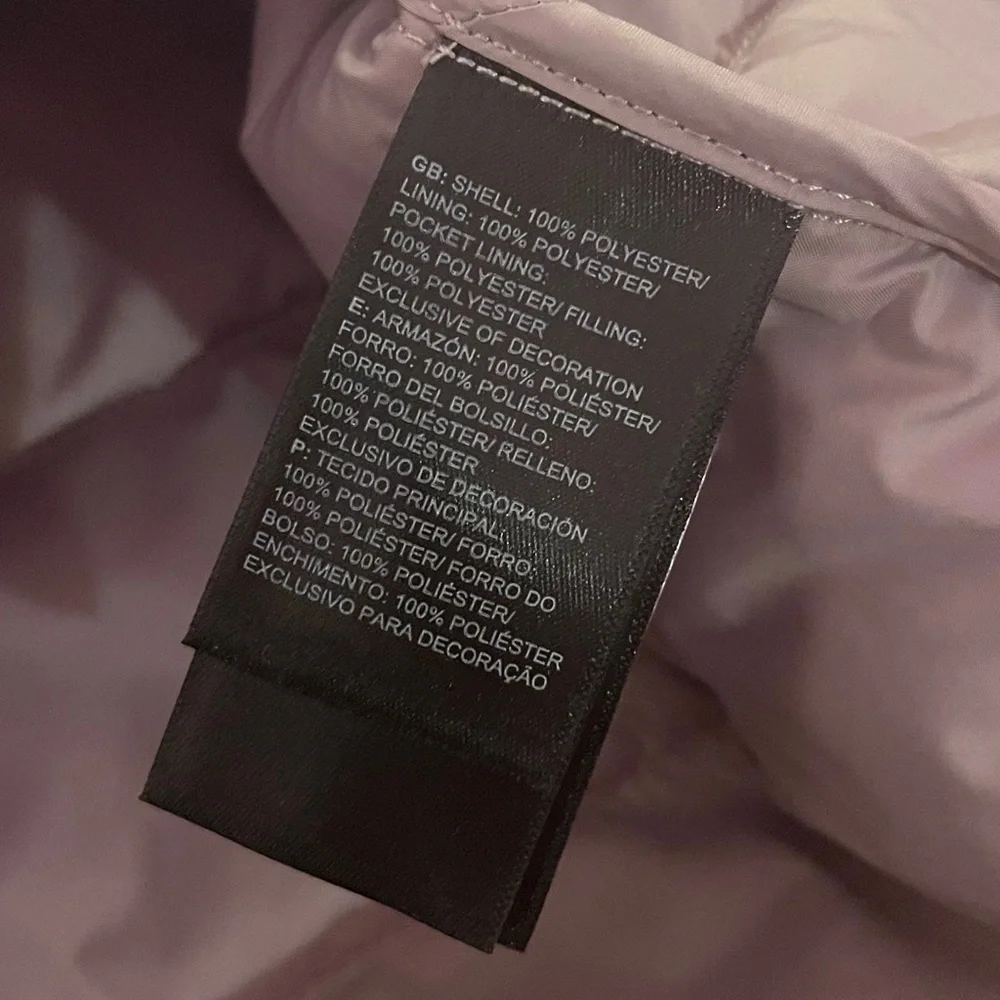 GB: SHELL: 100% POLYESTER/
LINING: 100% POLYESTER/
POCKET LINING:
100% POLYESTER/ FILLING:
100% POLYESTER
EXCLUSIVE OF DECORATION
E: ARMAZÓN: 100% POLIÉSTER/
FORRO: 100% POLIÉSTER/
FORRO DEL BOLSILLO:
100% POLIÉSTER/ RELLENO:
100% POLIÉSTER
EXCLUSIVO DE DECORACIÓN
P: TECIDO PRINCIPAL:
100% POLIÉSTER/ FORRO:
100% POLIÉSTER/ FORRO DO
BOLSO: 100% POLIÉSTER/
ENCHIMENTO: 100% POLIÉSTER
EXCLUSIVO PARA DECORAÇÃO